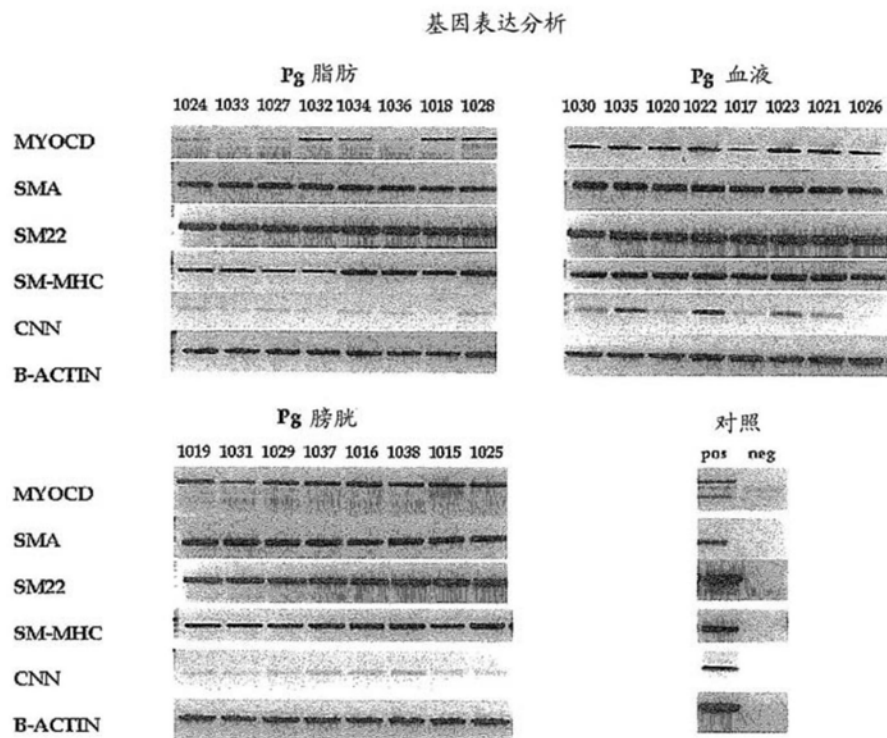 基因表达分析
Pg 脂肪
1024 1033 1027 1032 1034 1036 1018 1028
Pg 血液
1030 1035 1020 1022 1017 1023 1021 1026
MYOCD
SMA
SM22
SM-MHC
CNN
B-ACTIN
Pg 膀胱
1019 1031 1029 1037 1016 1038 1015 1025
对照
pos neg
MYOCD
SMA
SM22
SM-MHC
CNN
B-ACTIN